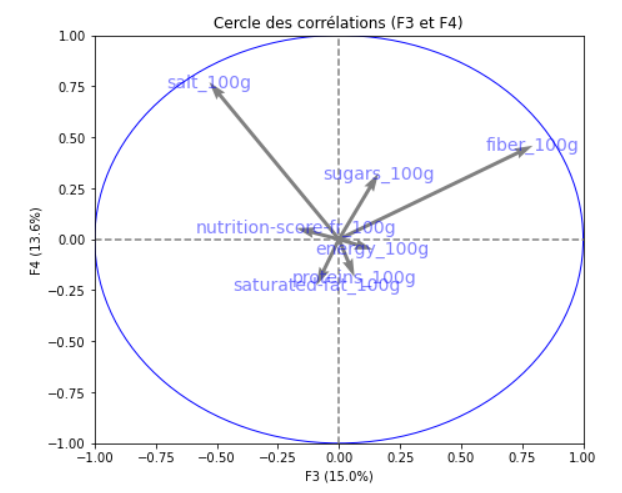 Cercle des corrélations (F3 et F4)
1.00
0.75
0.50
0.25
0.00
−0.25
−0.50
−0.75
−1.00
F4 (13.6%)
salt_100g
fiber_100g
sugars_100g
nutrition-score-fr_100g
energy_100g
proteins_100g
saturated-fat_100g
−1.00 −0.75 −0.50 −0.25 0.00 0.25 0.50 0.75 1.00
F3 (15.0%)